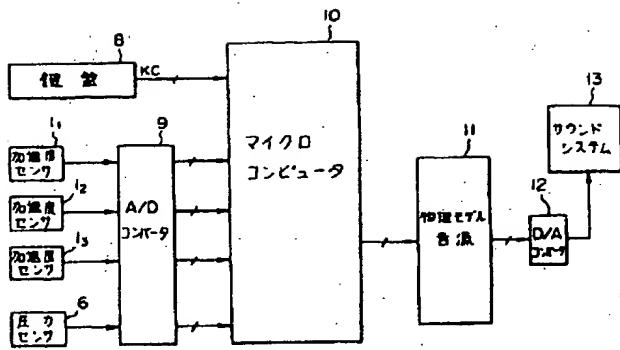 10
8
鍵盤
KC
マイクロ
コンピュータ
9
A/D
コンバータ
1₁
加速度
センサ
1₂
加速度
センサ
1₃
加速度
センサ
6
圧力
センサ
11
物理モデル
音源
12
D/A
コンバータ
13
サウンド
システム